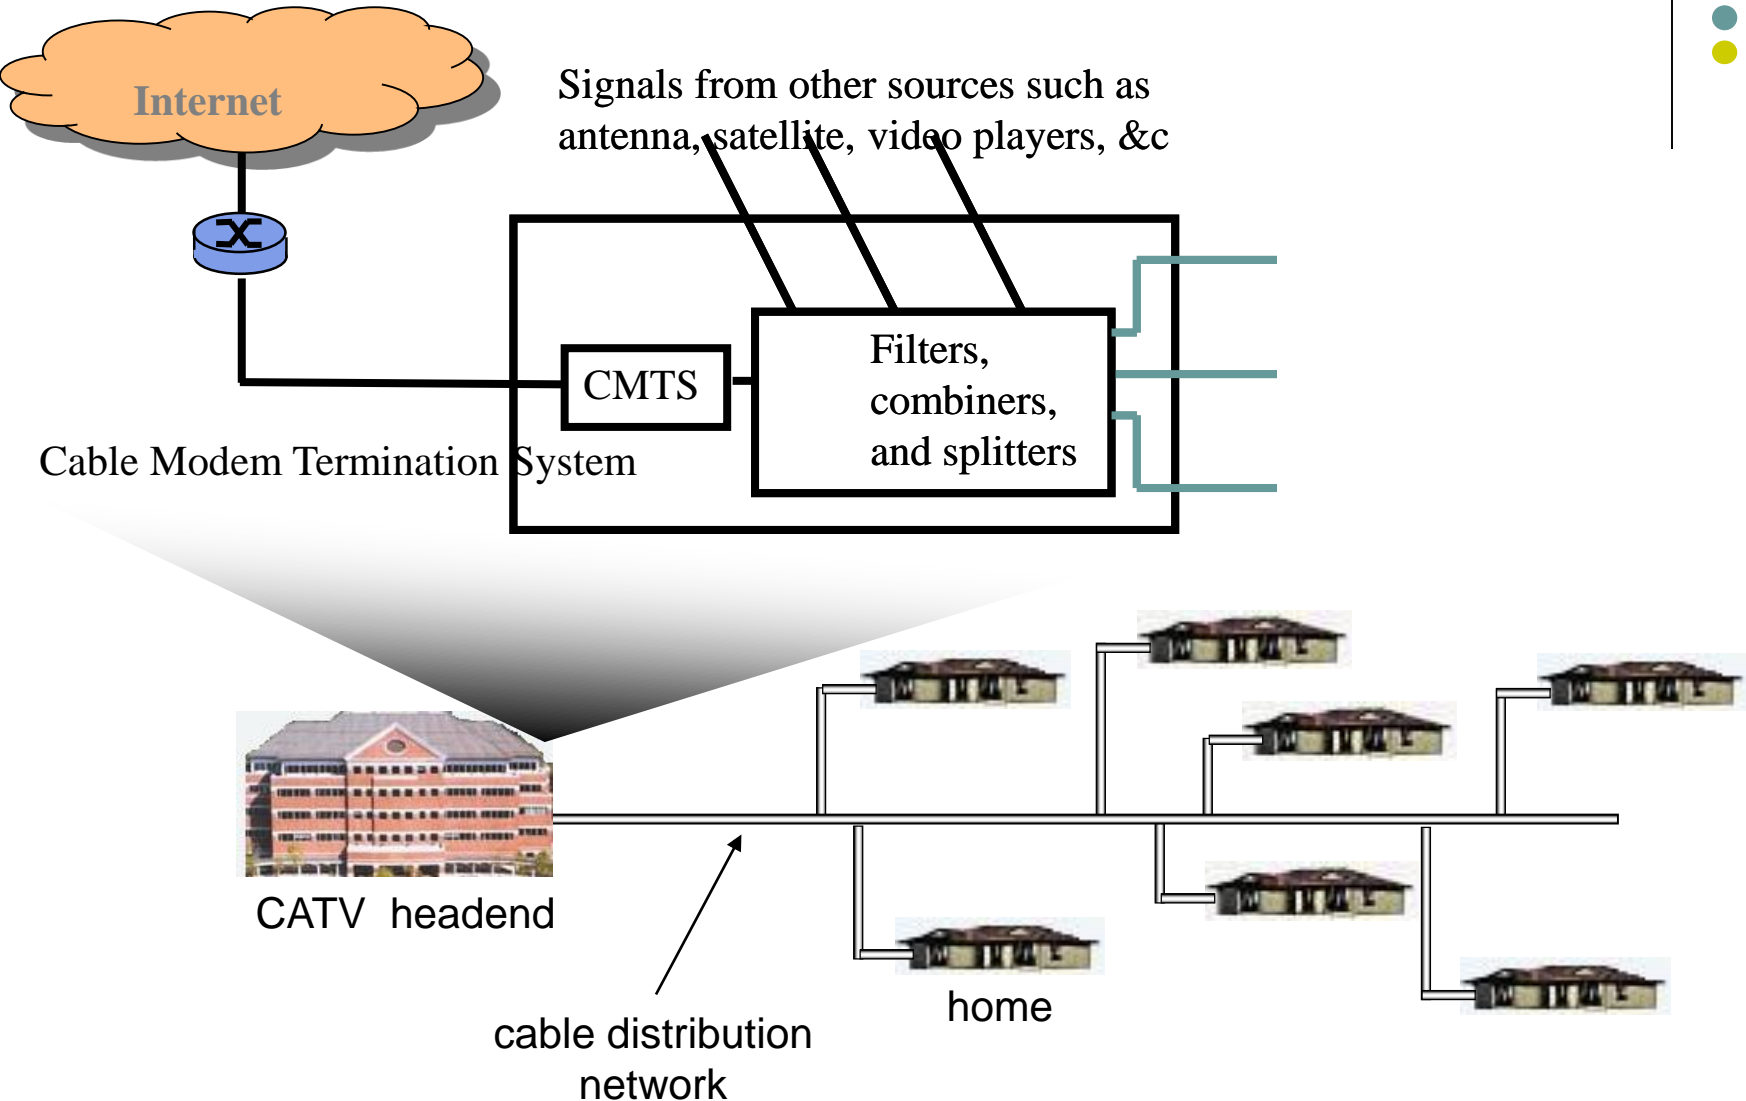 Internet
Signals from other sources such as
antenna, satellite, video players, &c
CMTS
Filters,
combiners,
and splitters
Cable Modem Termination System
CATV headend
home
cable distribution
network